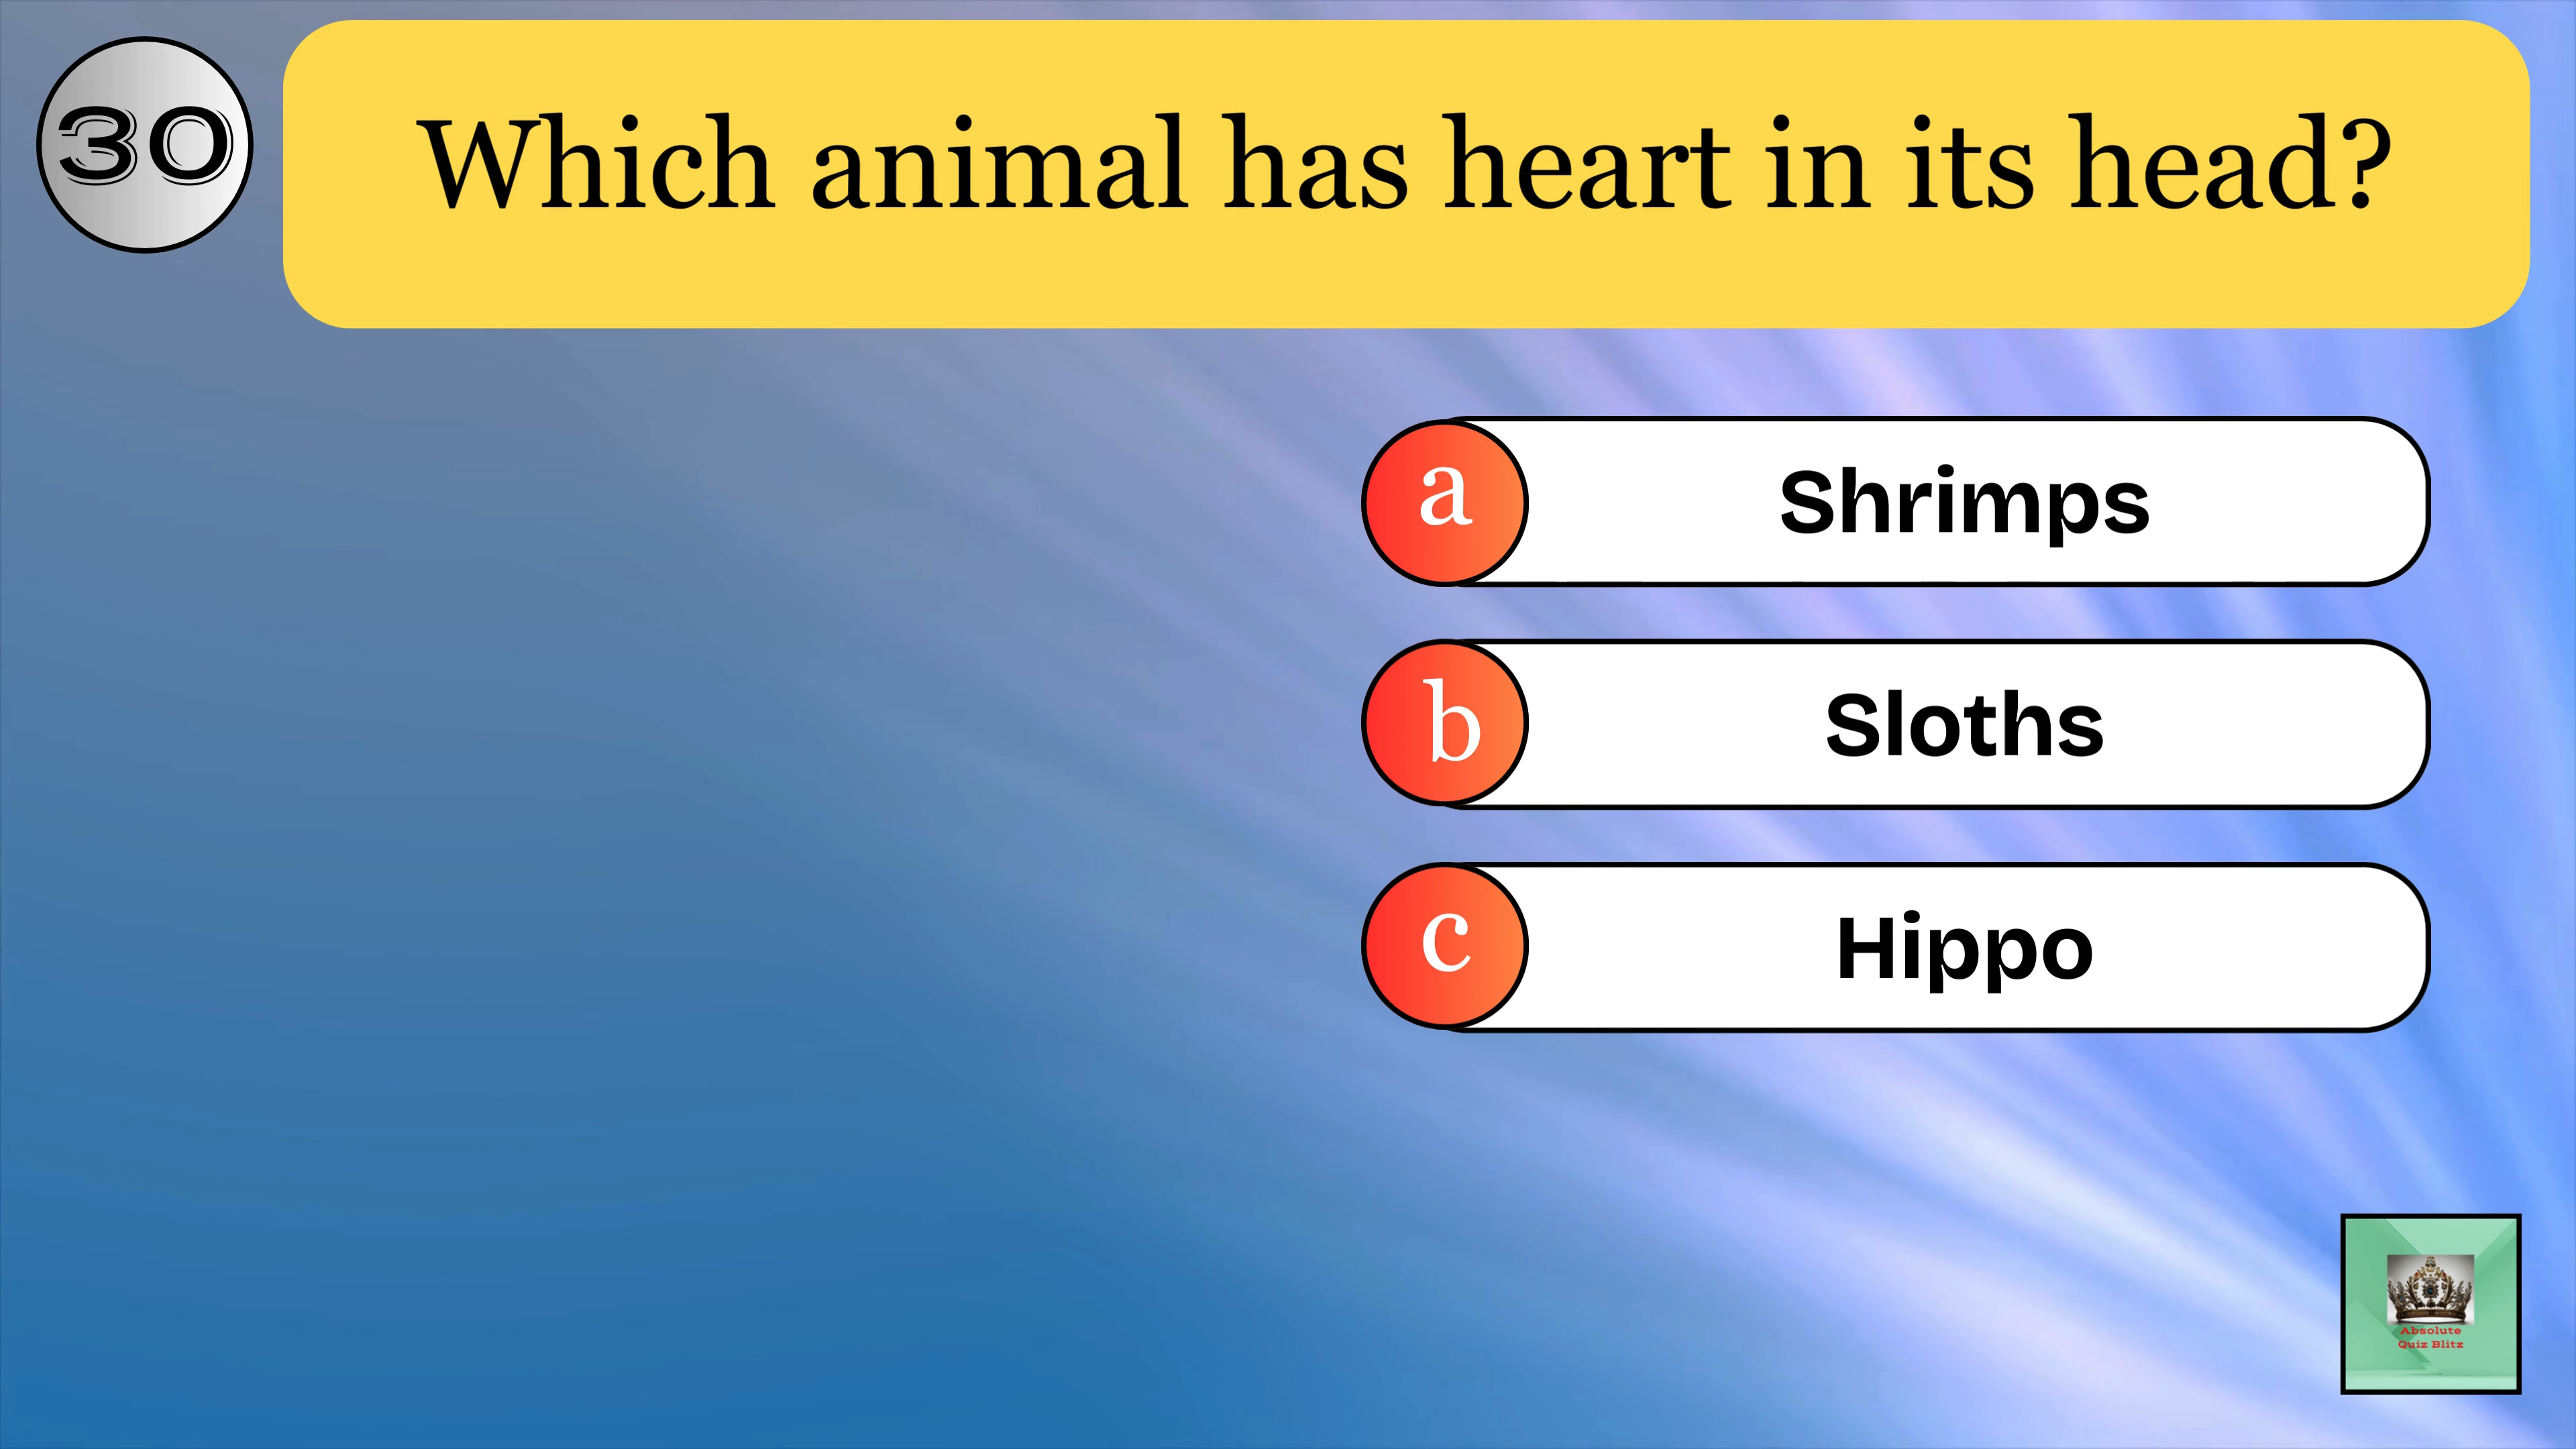 30
Which animal has heart in its head?
a
Shrimps
b
Sloths
c
Hippo
Absolute
Quiz Blitz